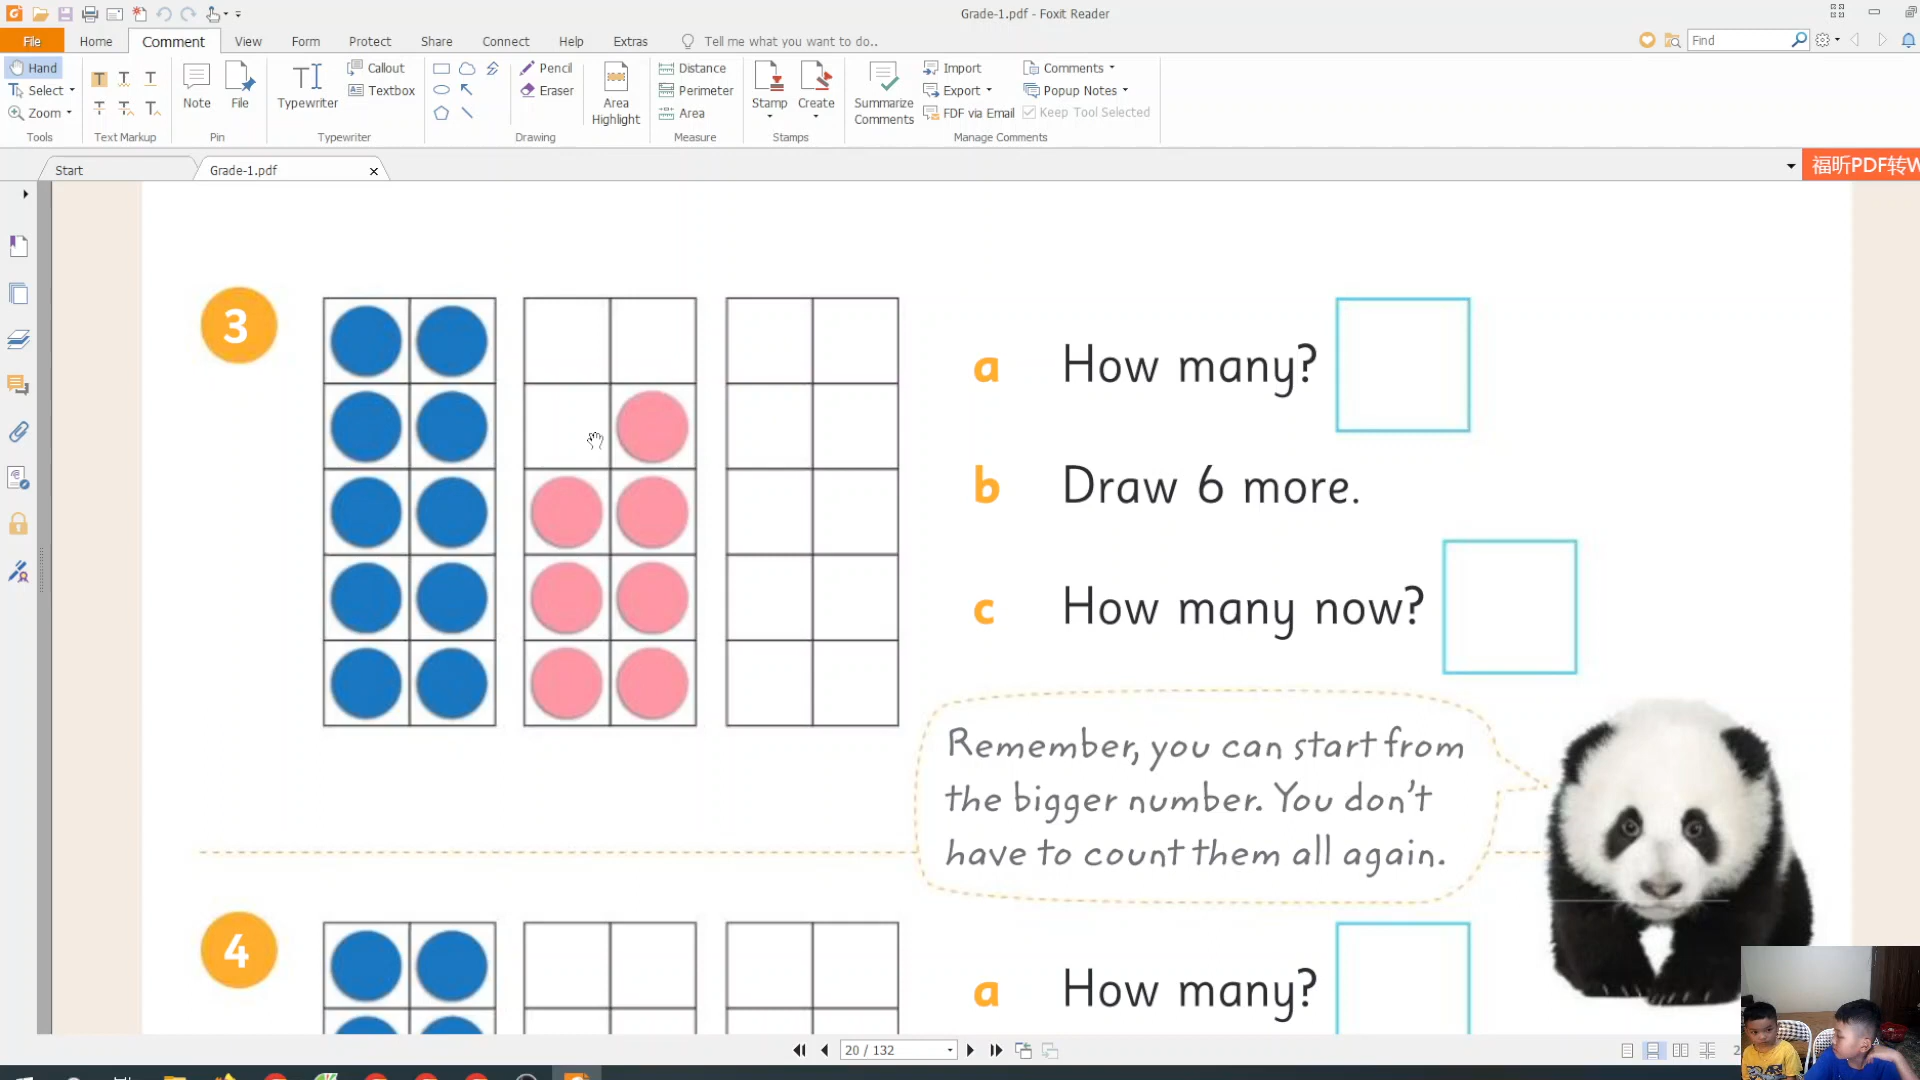 Grade-1.pdf - Foxit Reader
File Home Comment View Form Protect Share Connect Help Extras Tell me what you want to do.. Find
Hand
Select
Zoom
Tools
Text Markup
Note
File
Pin
Typewriter
Callout
Textbox
Typewriter
Pencil
Eraser
Drawing
Area
Highlight
Distance
Perimeter
Area
Measure
Stamp
Create
Stamps
Summarize
Comments
Import
Export
FDF via Email
Comments
Popup Notes
Keep Tool Selected
Manage Comments
Start
Grade-1.pdf
福昕PDF转W
3
a How many?
b Draw 6 more.
c How many now?
Remember, you can start from
the bigger number. You don't
have to count them all again.
4
a How many?
20 / 132